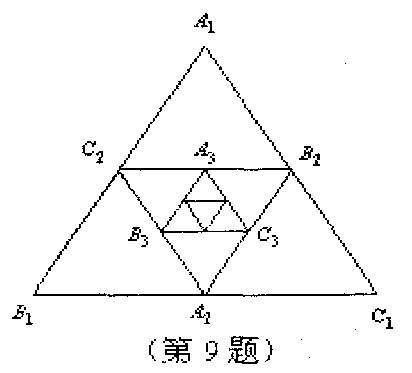 A₁
C₂ A₃ B₂
B₃ C₃
B₁ A₂ C₁
(第9题)